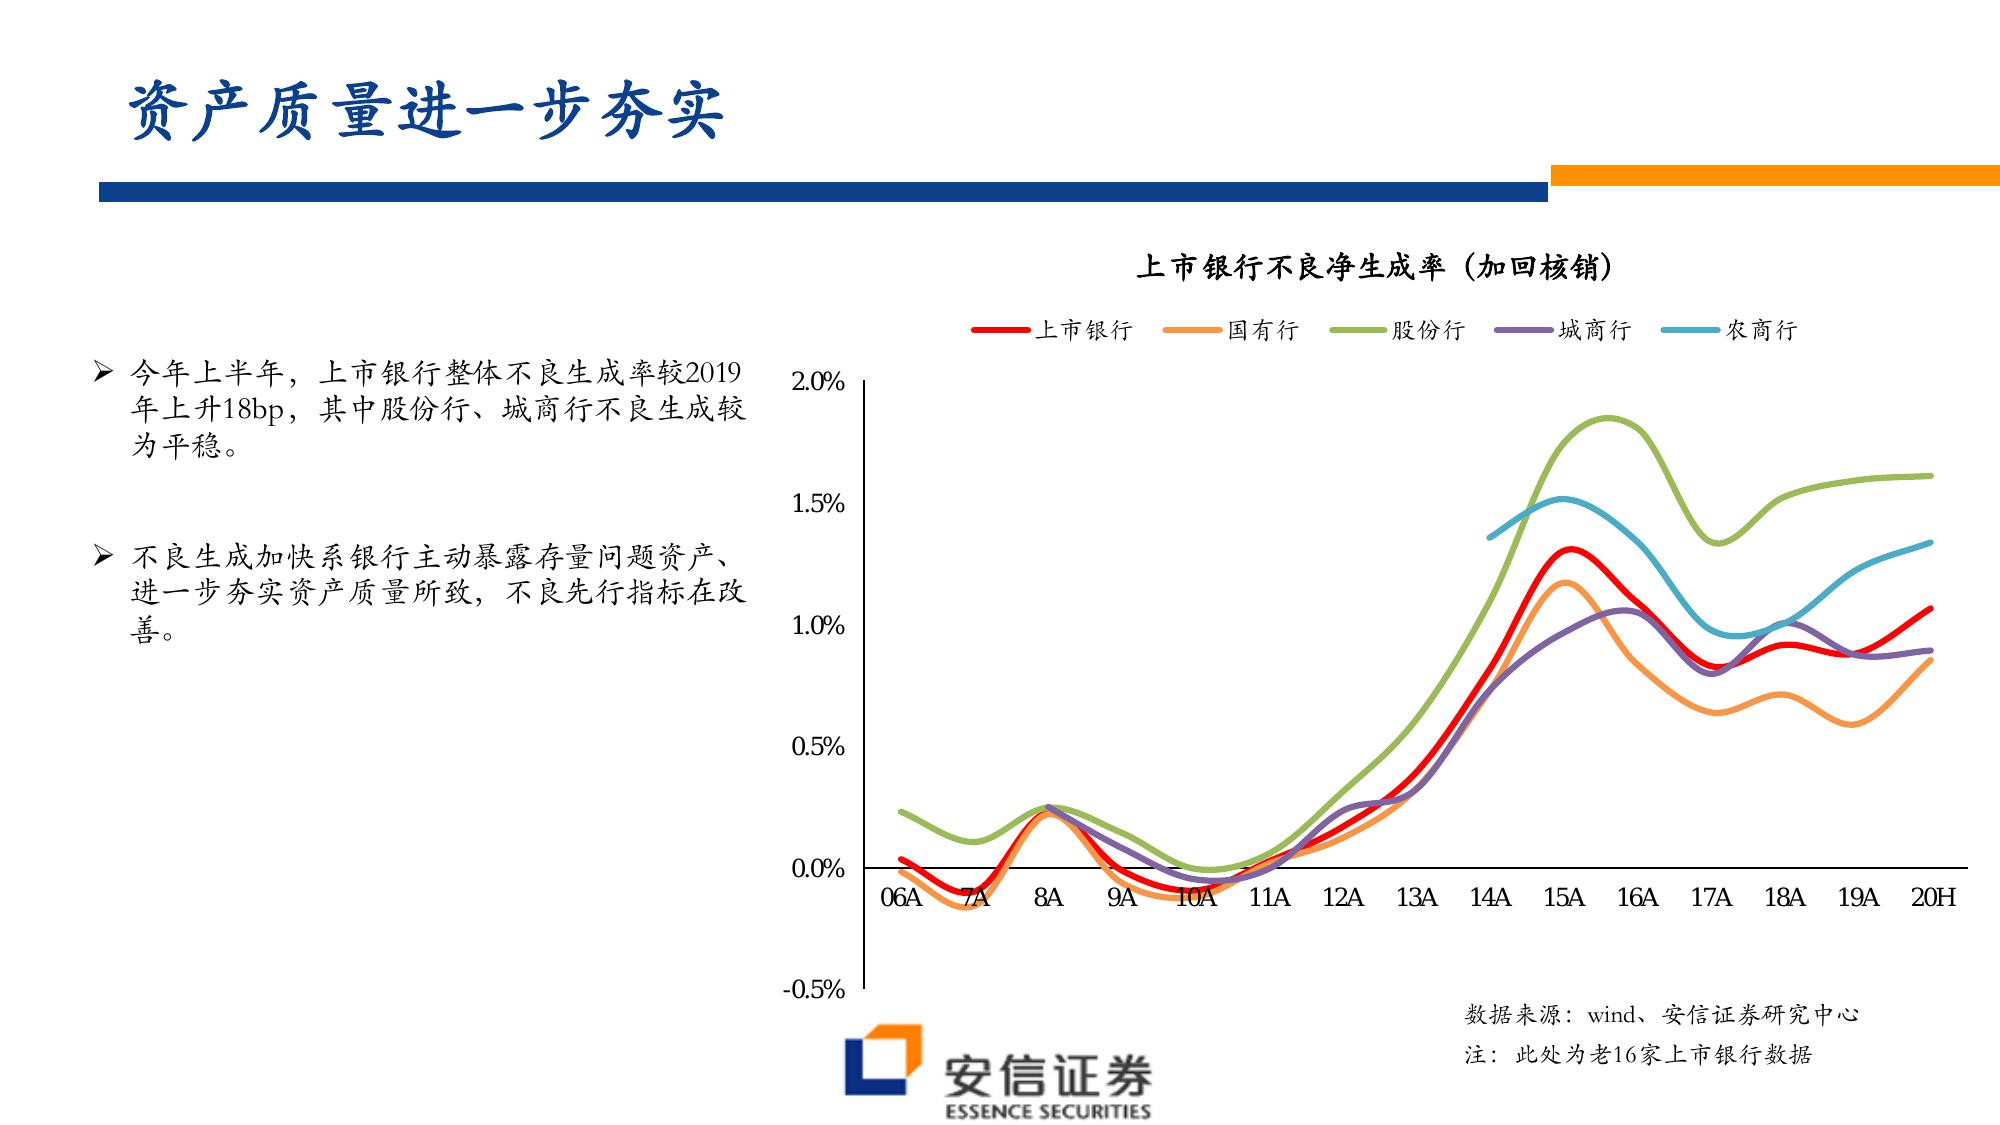 资产质量进一步夯实
➢ 今年上半年，上市银行整体不良生成率较2019
年上升18bp，其中股份行、城商行不良生成较
为平稳。
➢ 不良生成加快系银行主动暴露存量问题资产、
进一步夯实资产质量所致，不良先行指标在改
善。
上市银行不良净生成率（加回核销）
上市银行 国有行 股份行 城商行 农商行
2.0%
1.5%
1.0%
0.5%
0.0%
-0.5%
06A 7A 8A 9A 10A 11A 12A 13A 14A 15A 16A 17A 18A 19A 20H
数据来源：wind、安信证券研究中心
注：此处为老16家上市银行数据
安信证券
ESSENCE SECURITIES